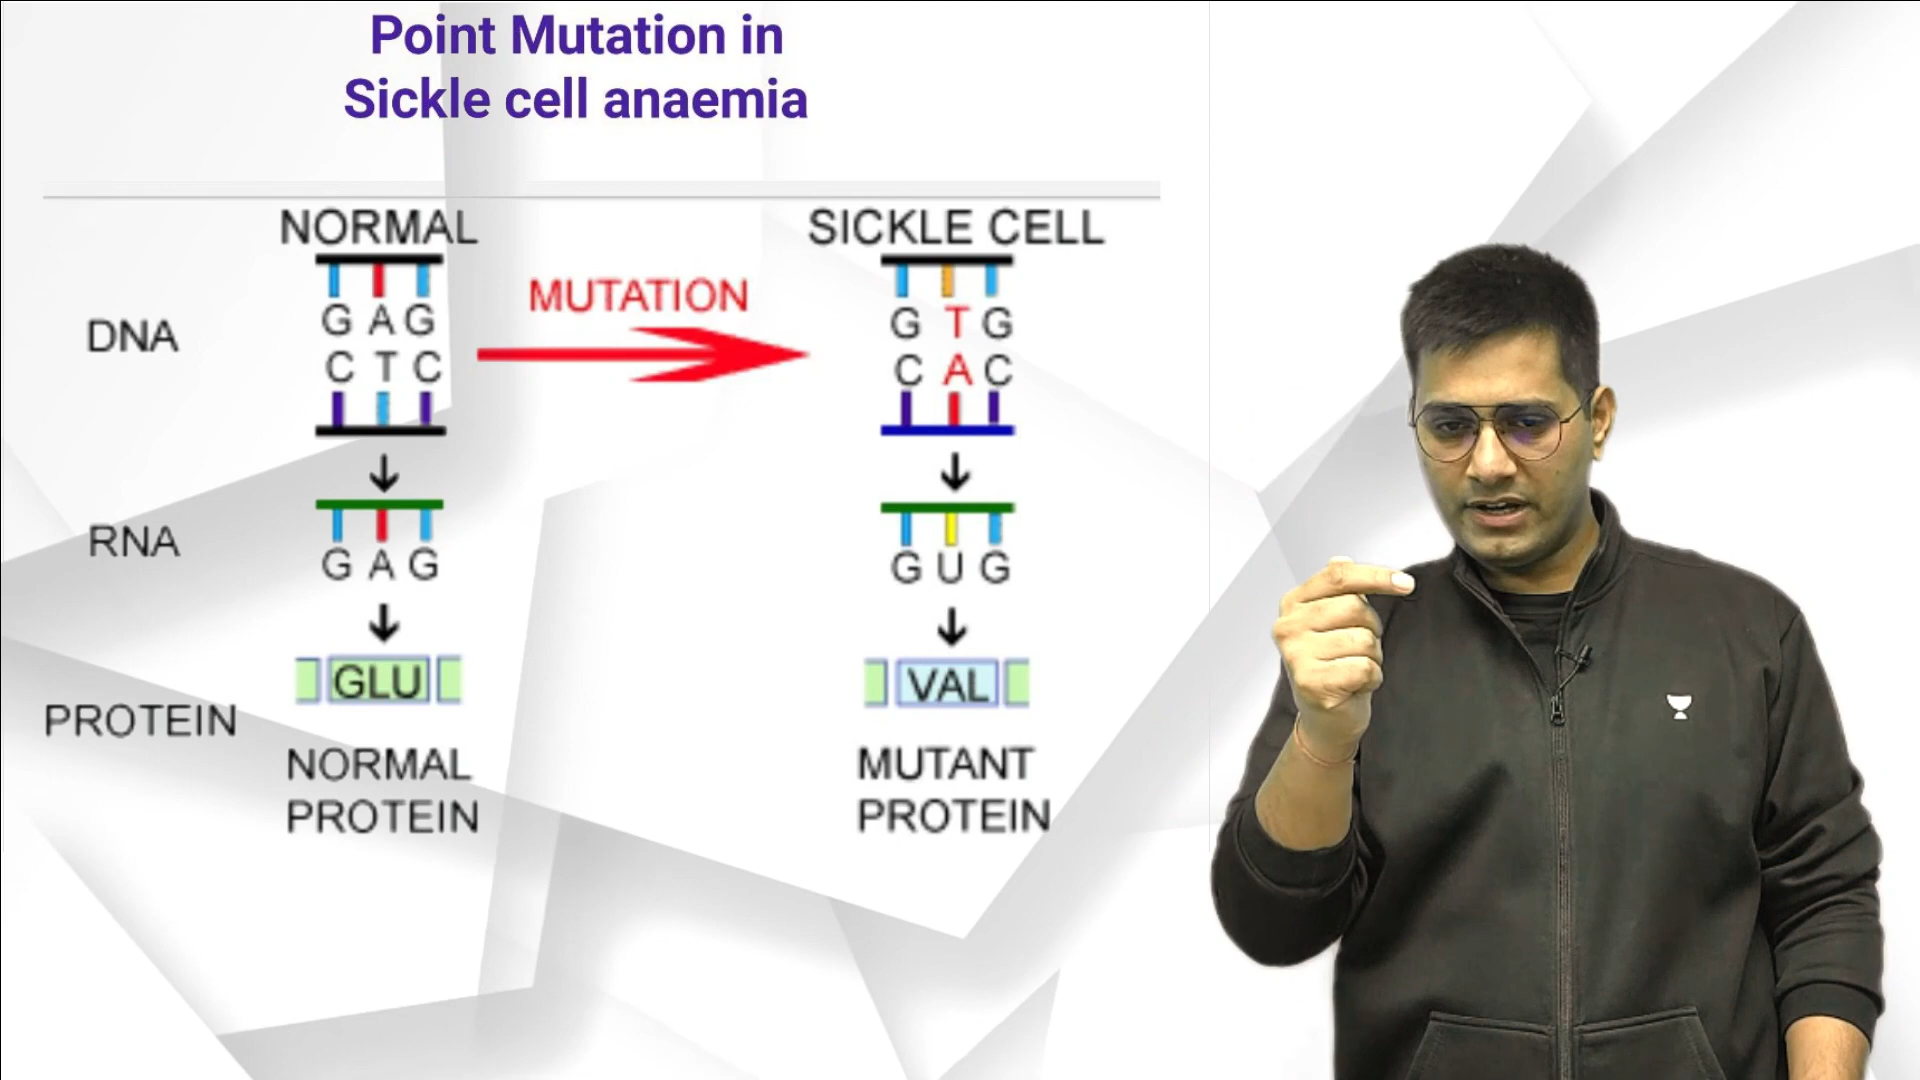 Point Mutation in
Sickle cell anaemia
NORMAL
SICKLE CELL
MUTATION
DNA
G A G
C T C
G T G
C A C
RNA
G A G
G U G
GLU
VAL
PROTEIN
NORMAL
PROTEIN
MUTANT
PROTEIN